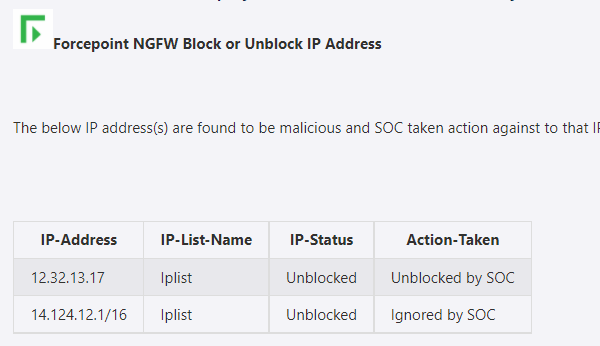 Forcepoint NGFW Block or Unblock IP Address
The below IP address(es) are found to be malicious and SOC taken action against to that
IP-Address IP-List-Name IP-Status Action-Taken
12.32.13.17 Iplist Unblocked Unblocked by SOC
14.124.12.1/16 Iplist Unblocked Ignored by SOC